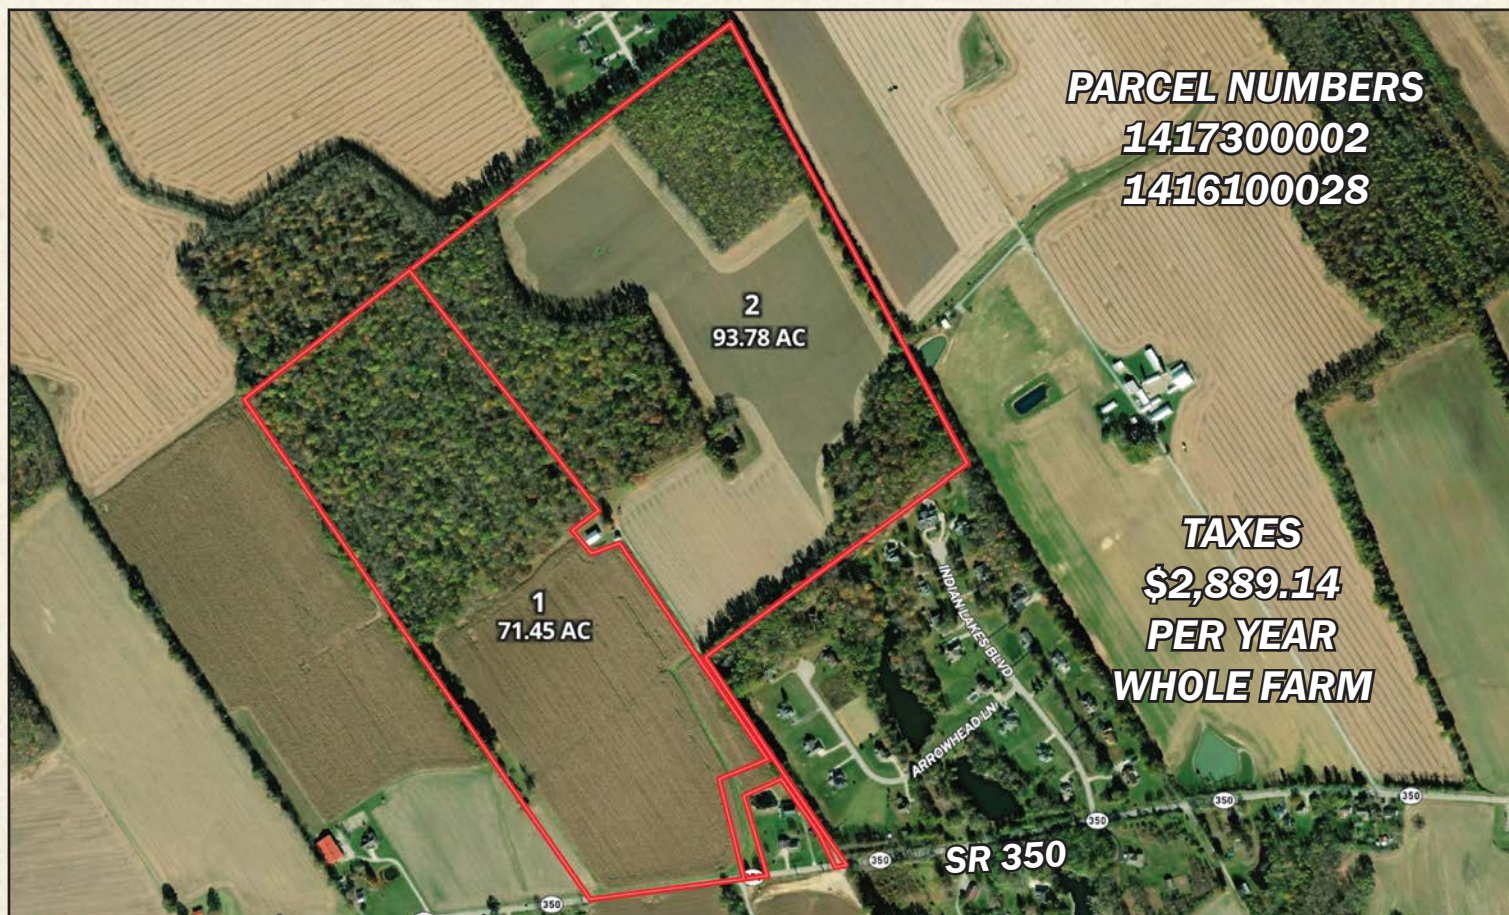 PARCEL NUMBERS
1417300002
1416100028
2
93.78 AC
1
71.45 AC
TAXES
$2,889.14
PER YEAR
WHOLE FARM
INDIAN LAKES BLVD
ARROWHEAD LN
350
350
350
350
SR 350
350